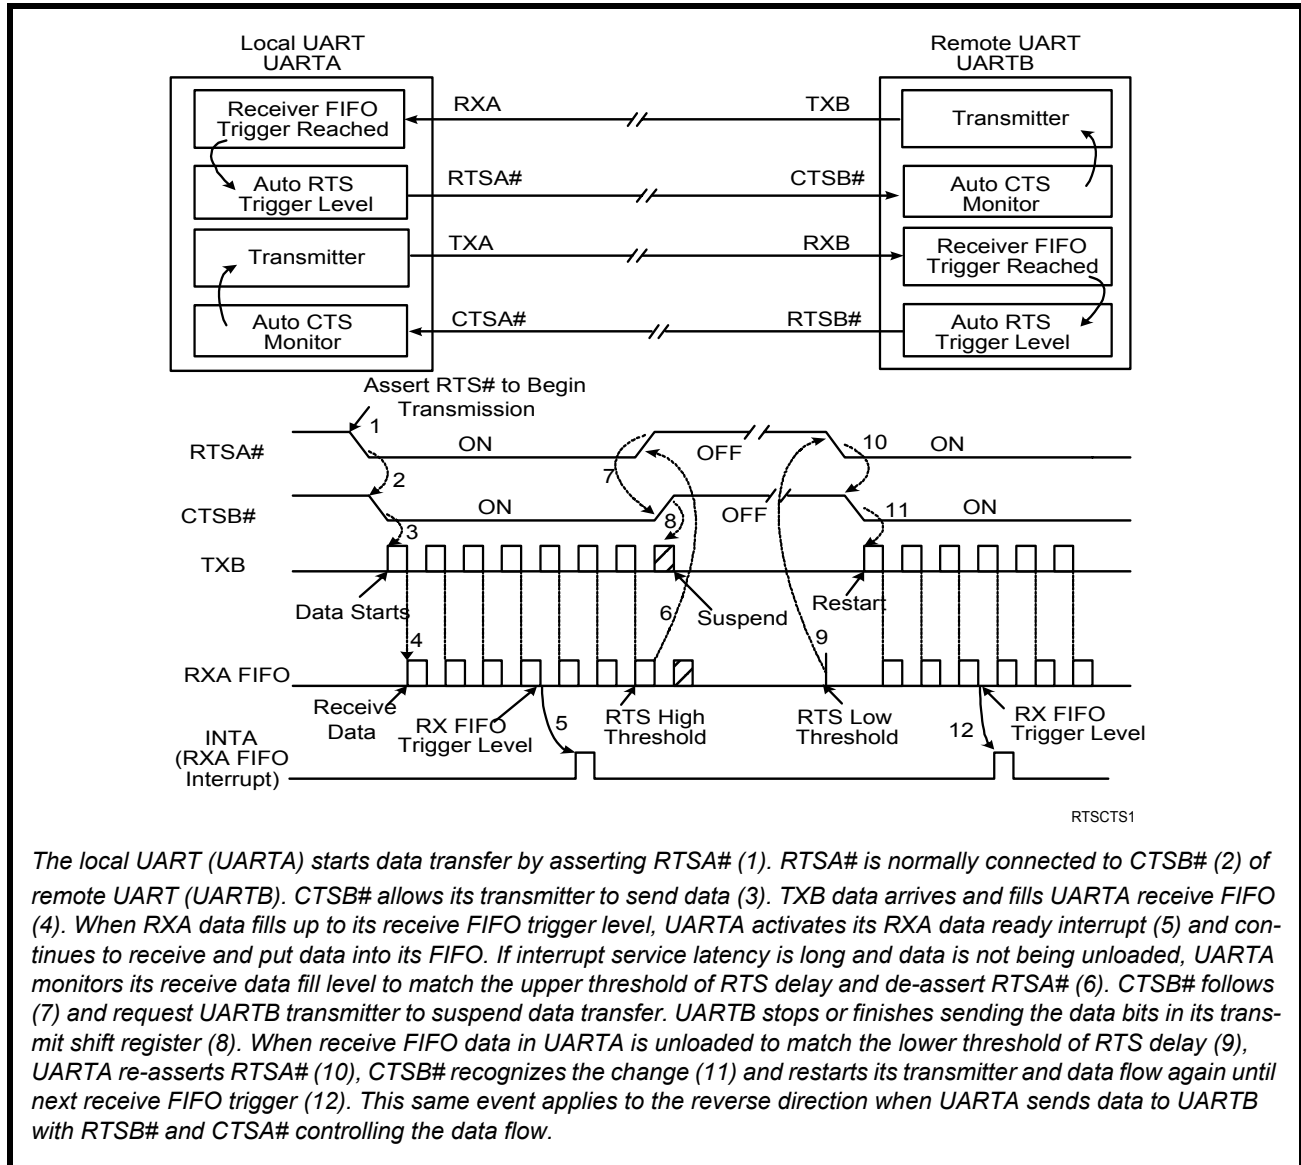 Local UART
UARTA
Remote UART
UARTB
Receiver FIFO
Trigger Reached
RXA
TXB
Transmitter
Auto RTS
Trigger Level
RTSA#
CTSB#
Auto CTS
Monitor
Transmitter
TXA
RXB
Receiver FIFO
Trigger Reached
Auto CTS
Monitor
CTSA#
RTSB#
Auto RTS
Trigger Level
Assert RTS# to Begin
Transmission
1
RTSA#
ON
OFF
ON
2
7
10
CTSB#
ON
OFF
ON
3
8
11
TXB
Data Starts
6
Suspend
Restart
4
9
RXA FIFO
Receive
Data
RX FIFO
Trigger Level
5
RTS High
Threshold
RTS Low
Threshold
12
RX FIFO
Trigger Level
INTA
(RXA FIFO
Interrupt)
RTSCTS1
The local UART (UARTA) starts data transfer by asserting RTSA# (1). RTSA# is normally connected to CTSB# (2) of
remote UART (UARTB). CTSB# allows its transmitter to send data (3). TXB data arrives and fills UARTA receive FIFO
(4). When RXA data fills up to its receive FIFO trigger level, UARTA activates its RXA data ready interrupt (5) and con-
tinues to receive and put data into its FIFO. If interrupt service latency is long and data is not being unloaded, UARTA
monitors its receive data fill level to match the upper threshold of RTS delay and de-assert RTSA# (6). CTSB# follows
(7) and request UARTB transmitter to suspend data transfer. UARTB stops or finishes sending the data bits in its trans-
mit shift register (8). When receive FIFO data in UARTA is unloaded to match the lower threshold of RTS delay (9),
UARTA re-asserts RTSA# (10), CTSB# recognizes the change (11) and restarts its transmitter and data flow again until
next receive FIFO trigger (12). This same event applies to the reverse direction when UARTA sends data to UARTB
with RTSB# and CTSA# controlling the data flow.